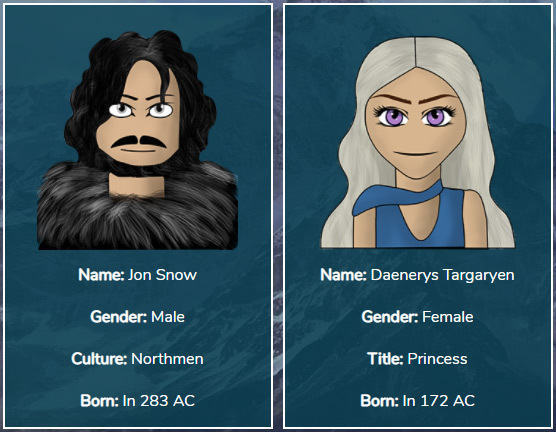 Name: Jon Snow
Gender: Male
Culture: Northmen
Born: In 283 AC
Name: Daenerys Targaryen
Gender: Female
Title: Princess
Born: In 172 AC